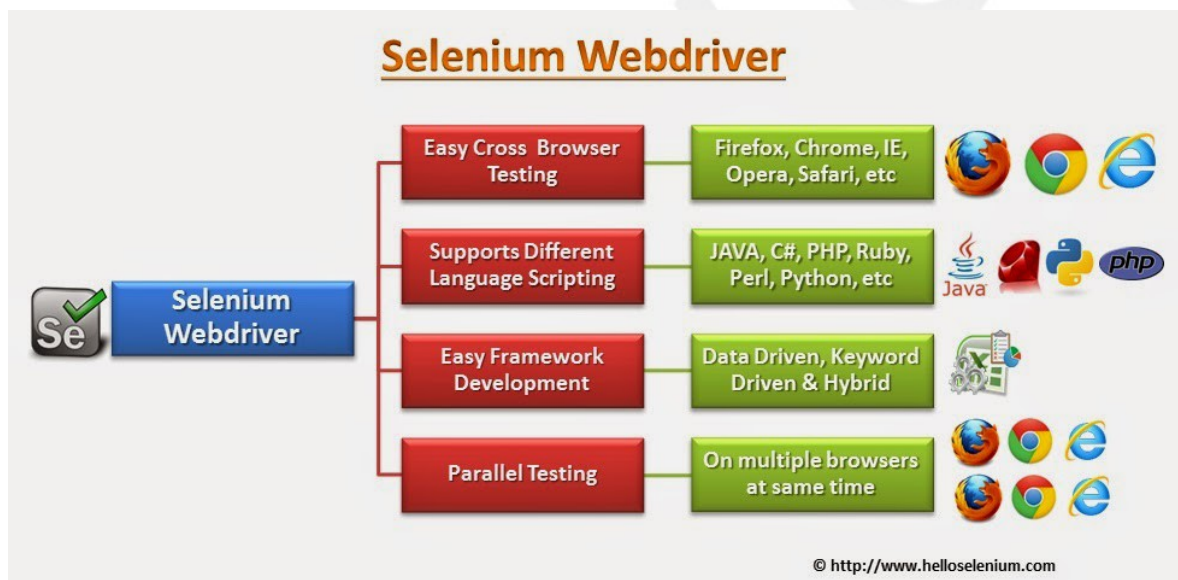 Selenium Webdriver
Easy Cross Browser
Testing
Firefox, Chrome, IE,
Opera, Safari, etc
Supports Different
Language Scripting
JAVA, C#, PHP, Ruby,
Perl, Python, etc
Java
php
Se
Selenium
Webdriver
Easy Framework
Development
Data Driven, Keyword
Driven & Hybrid
X
Parallel Testing
On multiple browsers
at same time
© http://www.helloselenium.com